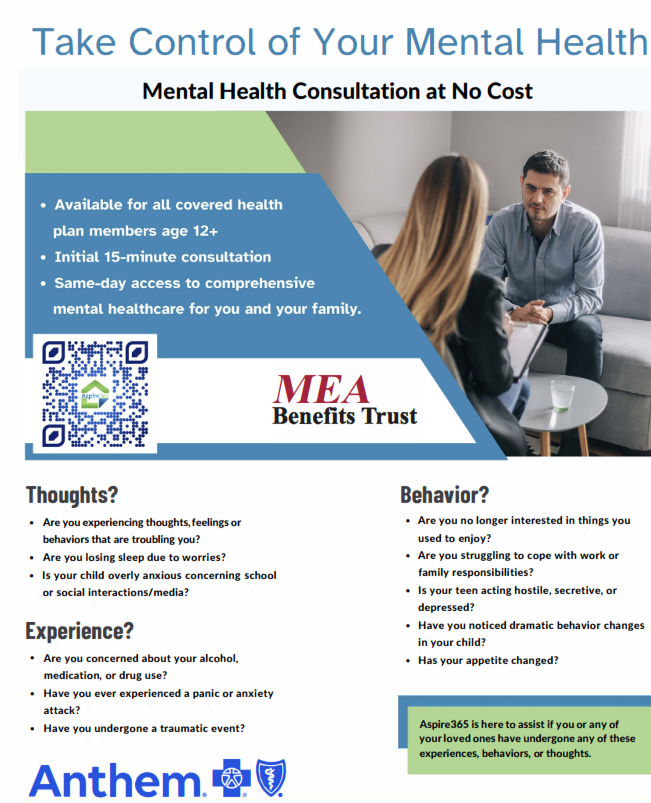 Take Control of Your Mental Health
Mental Health Consultation at No Cost
• Available for all covered health
plan members age 12+
• Initial 15-minute consultation
• Same-day access to comprehensive
mental healthcare for you and your family.
Aspire365
MEA
Benefits Trust
Thoughts?
• Are you experiencing thoughts, feelings or
behaviors that are troubling you?
• Are you losing sleep due to worries?
• Is your child overly anxious concerning school
or social interactions/media?
Experience?
• Are you concerned about your alcohol,
medication, or drug use?
• Have you ever experienced a panic or anxiety
attack?
• Have you undergone a traumatic event?
Behavior?
• Are you no longer interested in things you
used to enjoy?
• Are you struggling to cope with work or
family responsibilities?
• Is your teen acting hostile, secretive, or
depressed?
• Have you noticed dramatic behavior changes
in your child?
• Has your appetite changed?
Aspire365 is here to assist if you or any of
your loved ones have undergone any of these
experiences, behaviors, or thoughts.
Anthem